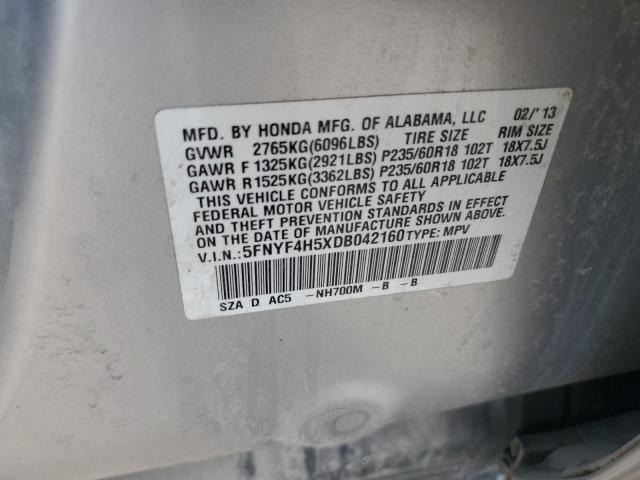 MFD. BY HONDA MFG. OF ALABAMA, LLC 02/'13
GVWR 2765KG(6096LBS) TIRE SIZE RIM SIZE
GAWR F 1325KG(2921LBS) P235/60R18 102T 18X7.5J
GAWR R1525KG(3362LBS) P235/60R18 102T 18X7.5J
THIS VEHICLE CONFORMS TO ALL APPLICABLE
FEDERAL MOTOR VEHICLE SAFETY
AND THEFT PREVENTION STANDARDS IN EFFECT
ON THE DATE OF MANUFACTURE SHOWN ABOVE.
V.I.N.:5FNYF4H5XDB042160 TYPE: MPV
SZA D AC5 -NH700M -B -B